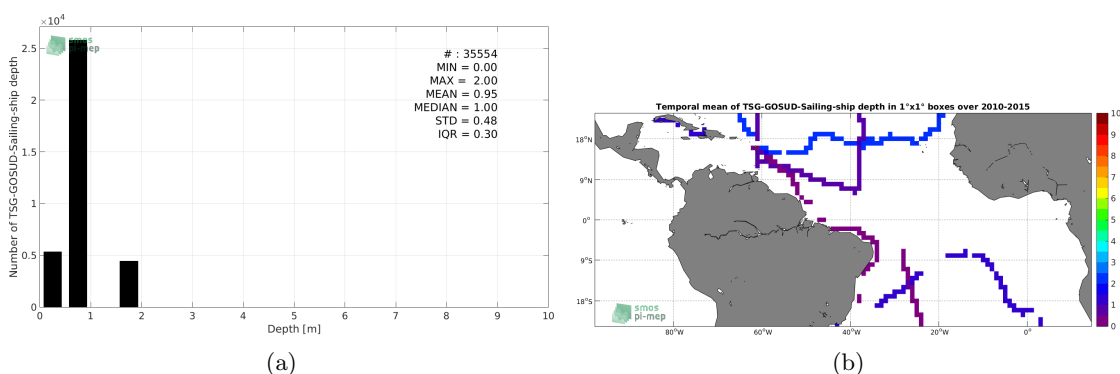 ×10⁴
smos
pi-mep
# : 35554
MIN = 0.00
MAX = 2.00
MEAN = 0.95
MEDIAN = 1.00
STD = 0.48
IQR = 0.30
Number of TSG-GOSUD-Sailing-ship depth
2.5
2
1.5
1
0.5
0
0 1 2 3 4 5 6 7 8 9 10
Depth [m]
(a)
Temporal mean of TSG-GOSUD-Sailing-ship depth in 1°x1° boxes over 2010-2015
18°N
9°N
0°
9°S
18°S
80°W 60°W 40°W 20°W 0°
smos
pi-mep
10
9
8
7
6
5
4
3
2
1
0
(b)